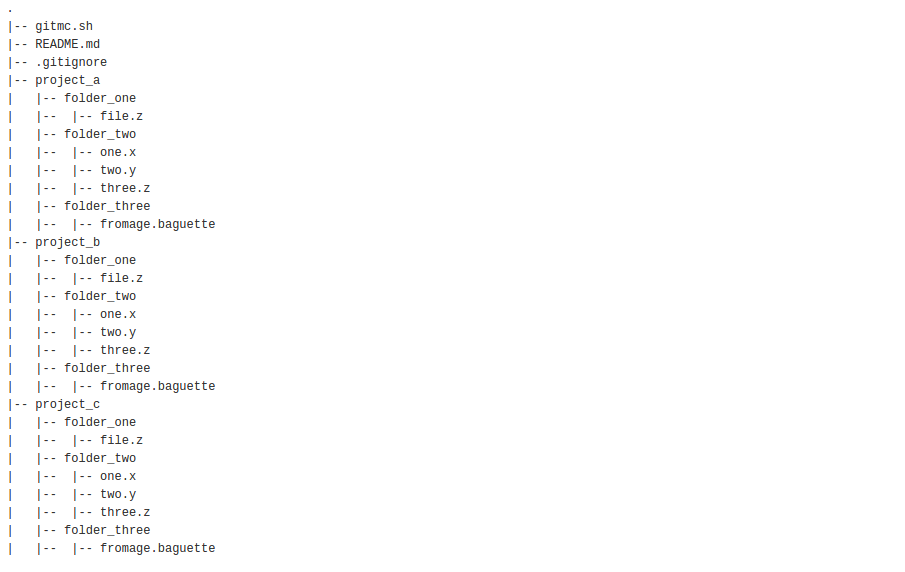 .
|-- gitmc.sh
|-- README.md
|-- .gitignore
|-- project_a
|   |-- folder_one
|   |--  |-- file.z
|   |-- folder_two
|   |--  |-- one.x
|   |--  |-- two.y
|   |--  |-- three.z
|   |-- folder_three
|   |--  |-- fromage.baguette
|-- project_b
|   |-- folder_one
|   |--  |-- file.z
|   |-- folder_two
|   |--  |-- one.x
|   |--  |-- two.y
|   |--  |-- three.z
|   |-- folder_three
|   |--  |-- fromage.baguette
|-- project_c
|   |-- folder_one
|   |--  |-- file.z
|   |-- folder_two
|   |--  |-- one.x
|   |--  |-- two.y
|   |--  |-- three.z
|   |-- folder_three
|   |--  |-- fromage.baguette